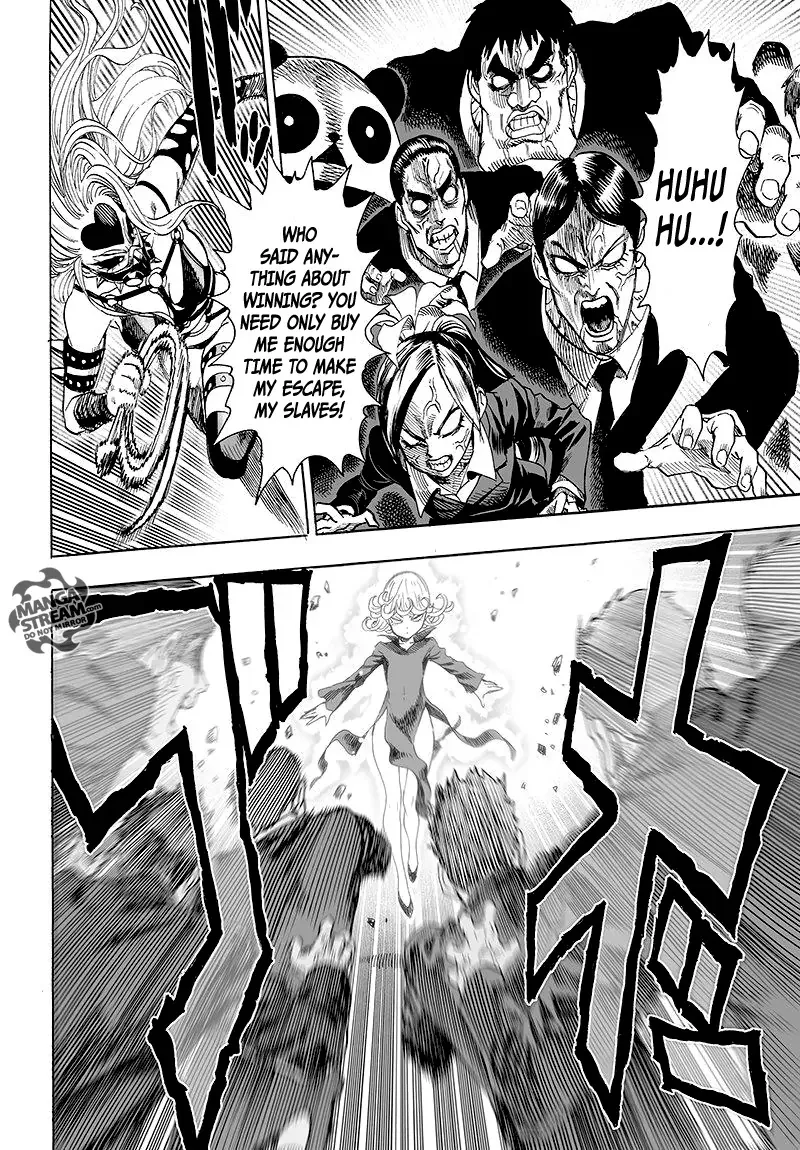 HUHU
HU...!
WHO
SAID ANY-
THING ABOUT
WINNING? YOU
NEED ONLY BUY
ME ENOUGH
TIME TO MAKE
MY ESCAPE,
MY SLAVES!
MANGA
STREAM.com
DO NOT MIRROR!